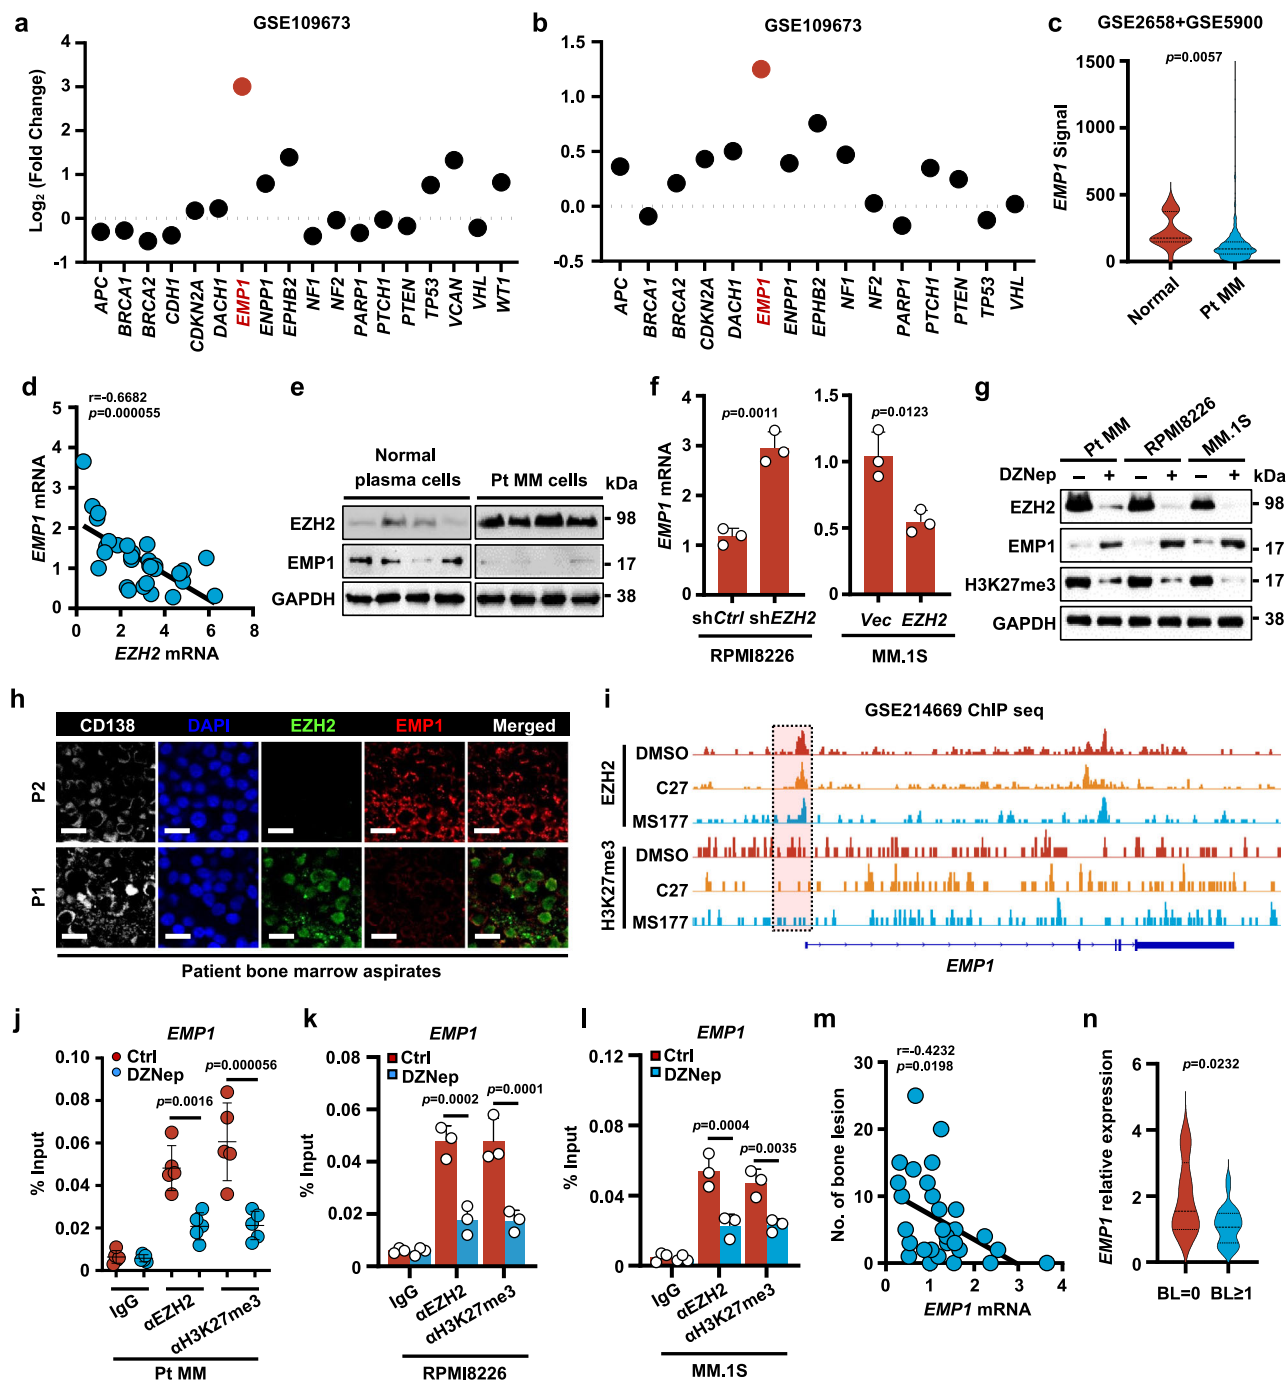 a
GSE109673
Log2 (Fold Change)
4
3
2
1
0
-1
APC
BRCA1
BRCA2
CDH1
CDKN2A
DACH1
EMP1
ENPP1
EPHB2
NF1
NF2
PARP1
PTCH1
PTEN
TP53
VCAN
VHL
WT1
b
GSE109673
1.5
1.0
0.5
0.0
-0.5
APC
BRCA1
BRCA2
CDKN2A
DACH1
EMP1
ENPP1
EPHB2
NF1
NF2
PARP1
PTCH1
PTEN
TP53
VHL
c
GSE2658+GSE5900
p=0.0057
EMP1 Signal
1500
1000
500
0
Normal
Pt MM
d
r=-0.6682
p=0.000055
EMP1 mRNA
5
4
3
2
1
0
0 2 4 6 8
EZH2 mRNA
e
Normal
plasma cells
Pt MM cells
kDa
EZH2
98
EMP1
17
GAPDH
38
f
EMP1 mRNA
4
3
2
1
0
p=0.0011
shCtrl shEZH2
RPMI8226
1.5
1.0
0.5
0.0
p=0.0123
Vec EZH2
MM.1S
g
Pt MM
RPMI8226
MM.1S
DZNep − + − + − + kDa
EZH2
98
EMP1
17
H3K27me3
17
GAPDH
38
h
CD138 DAPI EZH2 EMP1 Merged
P2
P1
Patient bone marrow aspirates
i
GSE214669 ChIP seq
EZH2
DMSO
C27
MS177
H3K27me3
DMSO
C27
MS177
EMP1
j
EMP1
Ctrl
DZNep
p=0.0016
p=0.000056
% Input
0.10
0.08
0.06
0.04
0.02
0.00
IgG
αEZH2
αH3K27me3
Pt MM
k
EMP1
Ctrl
DZNep
p=0.0002
p=0.0001
% Input
0.08
0.06
0.04
0.02
0.00
IgG
αEZH2
αH3K27me3
RPMI8226
l
EMP1
Ctrl
DZNep
p=0.0004
p=0.0035
% Input
0.12
0.08
0.04
0.00
IgG
αEZH2
αH3K27me3
MM.1S
m
r=-0.4232
p=0.0198
No. of bone lesion
30
20
10
0
0 1 2 3 4
EMP1 mRNA
n
p=0.0232
EMP1 relative expression
6
4
2
0
BL=0 BL≥1